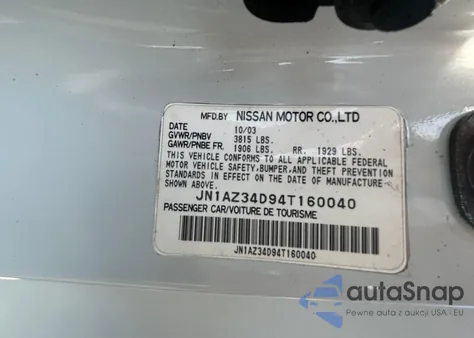 MFD.BY NISSAN MOTOR CO.,LTD
DATE 10/03
GVWR/PNBV 3815 LBS.
GAWR/PNBE FR. 1906 LBS. RR. 1929 LBS.
THIS VEHICLE CONFORMS TO ALL APPLICABLE FEDERAL
MOTOR VEHICLE SAFETY,BUMPER,AND THEFT PREVENTION
STANDARDS IN EFFECT ON THE DATE OF MANUFACTURE
SHOWN ABOVE.
JN1AZ34D94T160040
PASSENGER CAR/VOITURE DE TOURISME
JN1AZ34D94T160040
autoSnap
Pewne auta z aukcji USA i EU